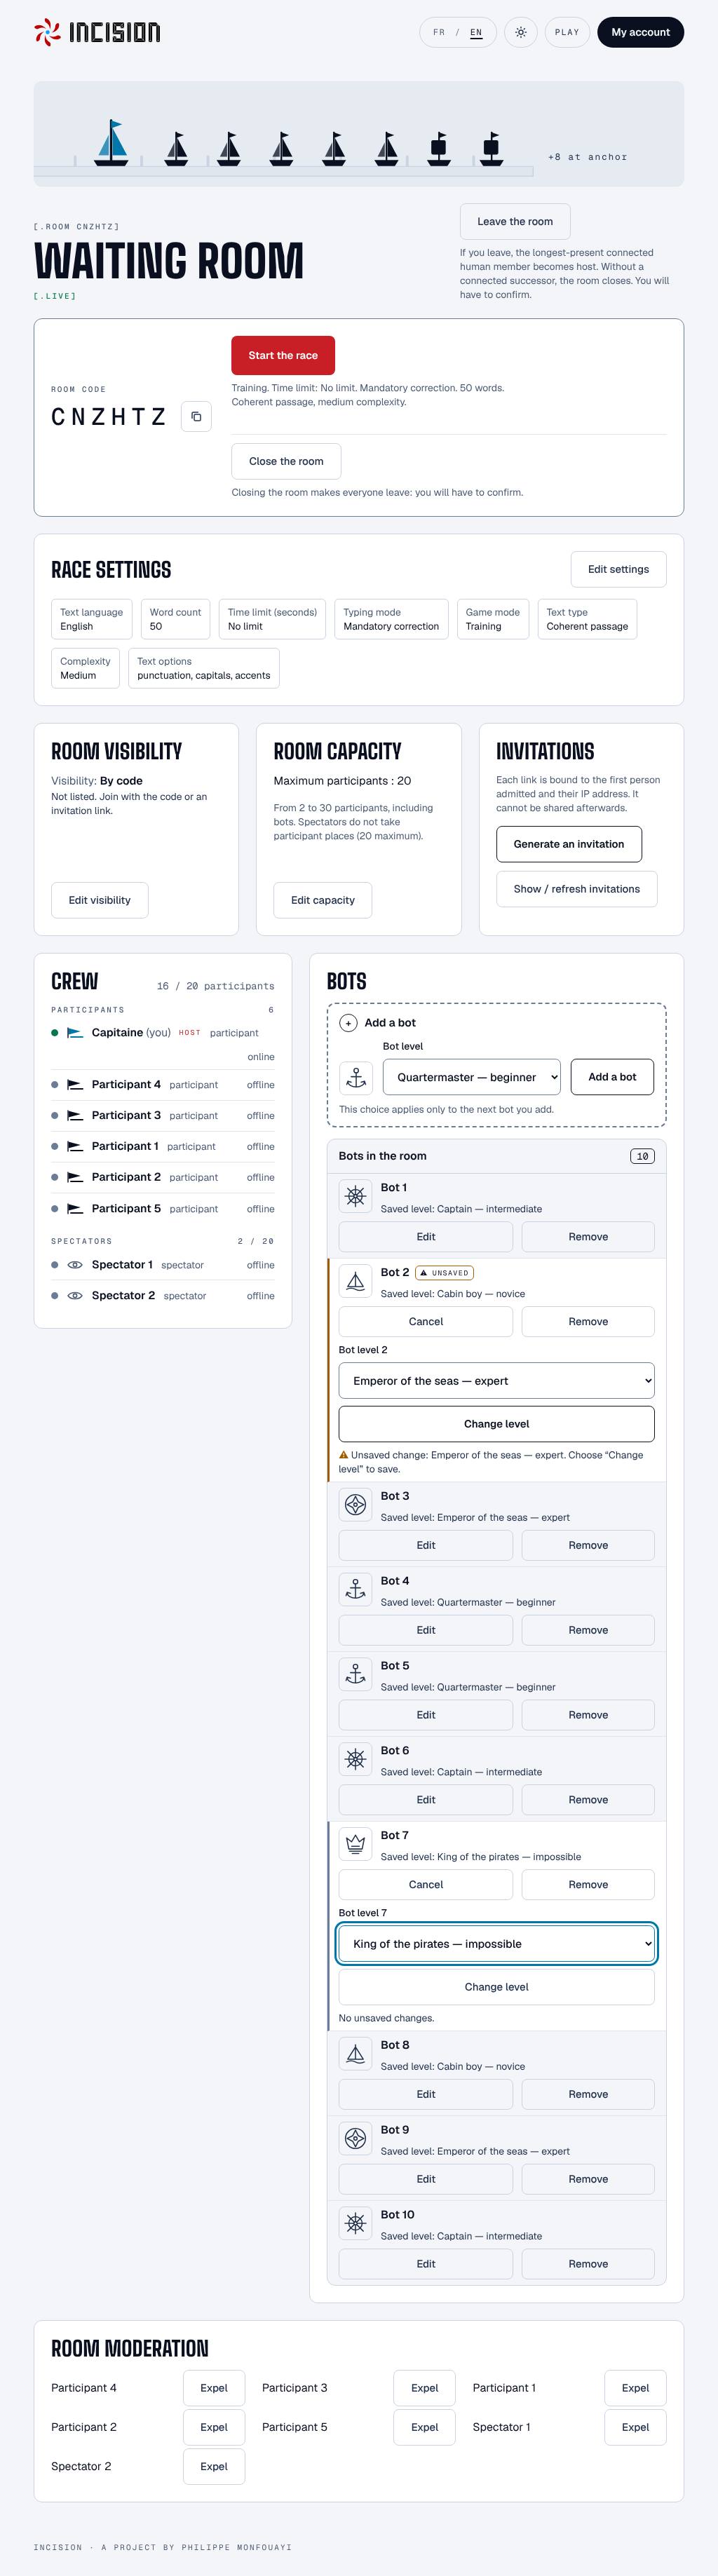 INCISION
FR / EN
PLAY
My account
+8 at anchor
[.ROOM CNZHTZ]
WAITING ROOM
[.LIVE]
Leave the room
If you leave, the longest-present connected
human member becomes host. Without a
connected successor, the room closes. You will
have to confirm.
ROOM CODE
CNZHTZ
Start the race
Training. Time limit: No limit. Mandatory correction. 50 words.
Coherent passage, medium complexity.
Close the room
Closing the room makes everyone leave: you will have to confirm.
RACE SETTINGS
Edit settings
Text language
English
Word count
50
Time limit (seconds)
No limit
Typing mode
Mandatory correction
Game mode
Training
Text type
Coherent passage
Complexity
Medium
Text options
punctuation, capitals, accents
ROOM VISIBILITY
Visibility: By code
Not listed. Join with the code or an
invitation link.
Edit visibility
ROOM CAPACITY
Maximum participants : 20
From 2 to 30 participants, including
bots. Spectators do not take
participant places (20 maximum).
Edit capacity
INVITATIONS
Each link is bound to the first person
admitted and their IP address. It
cannot be shared afterwards.
Generate an invitation
Show / refresh invitations
CREW
16 / 20 participants
PARTICIPANTS 6
Capitaine (you) HOST participant
online
Participant 4 participant offline
Participant 3 participant offline
Participant 1 participant offline
Participant 2 participant offline
Participant 5 participant offline
SPECTATORS 2 / 20
Spectator 1 spectator offline
Spectator 2 spectator offline
BOTS
+ Add a bot
Bot level
Quartermaster — beginner
Add a bot
This choice applies only to the next bot you add.
Bots in the room 10
Bot 1
Saved level: Captain — intermediate
Edit Remove
Bot 2 UNSAVED
Saved level: Cabin boy — novice
Cancel Remove
Bot level 2
Emperor of the seas — expert
Change level
Unsaved change: Emperor of the seas — expert. Choose “Change
level” to save.
Bot 3
Saved level: Emperor of the seas — expert
Edit Remove
Bot 4
Saved level: Quartermaster — beginner
Edit Remove
Bot 5
Saved level: Quartermaster — beginner
Edit Remove
Bot 6
Saved level: Captain — intermediate
Edit Remove
Bot 7
Saved level: King of the pirates — impossible
Cancel Remove
Bot level 7
King of the pirates — impossible
Change level
No unsaved changes.
Bot 8
Saved level: Cabin boy — novice
Edit Remove
Bot 9
Saved level: Emperor of the seas — expert
Edit Remove
Bot 10
Saved level: Captain — intermediate
Edit Remove
ROOM MODERATION
Participant 4 Expel Participant 3 Expel Participant 1 Expel
Participant 2 Expel Participant 5 Expel Spectator 1 Expel
Spectator 2 Expel
INCISION · A PROJECT BY PHILIPPE MONFOUAYI